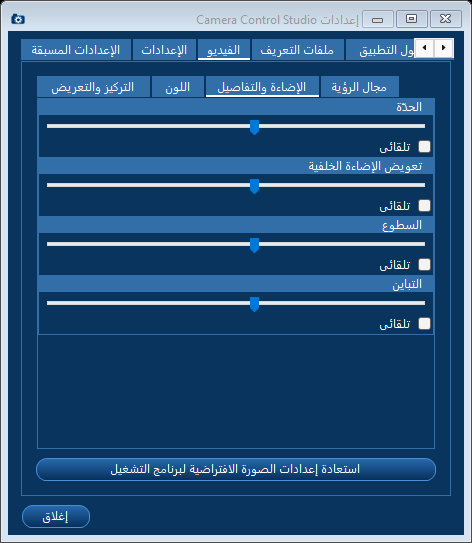 إعدادات Camera Control Studio
ول التطبيق
ملفات التعريف
الفيديو
الإعدادات
الإعدادات المسبقة
مجال الرؤية
الإضاءة والتفاصيل
اللون
التركيز والتعريض
الحدّة
تلقائي
تعويض الإضاءة الخلفية
تلقائي
السطوع
تلقائي
التباين
تلقائي
استعادة إعدادات الصورة الافتراضية لبرنامج التشغيل
إغلاق